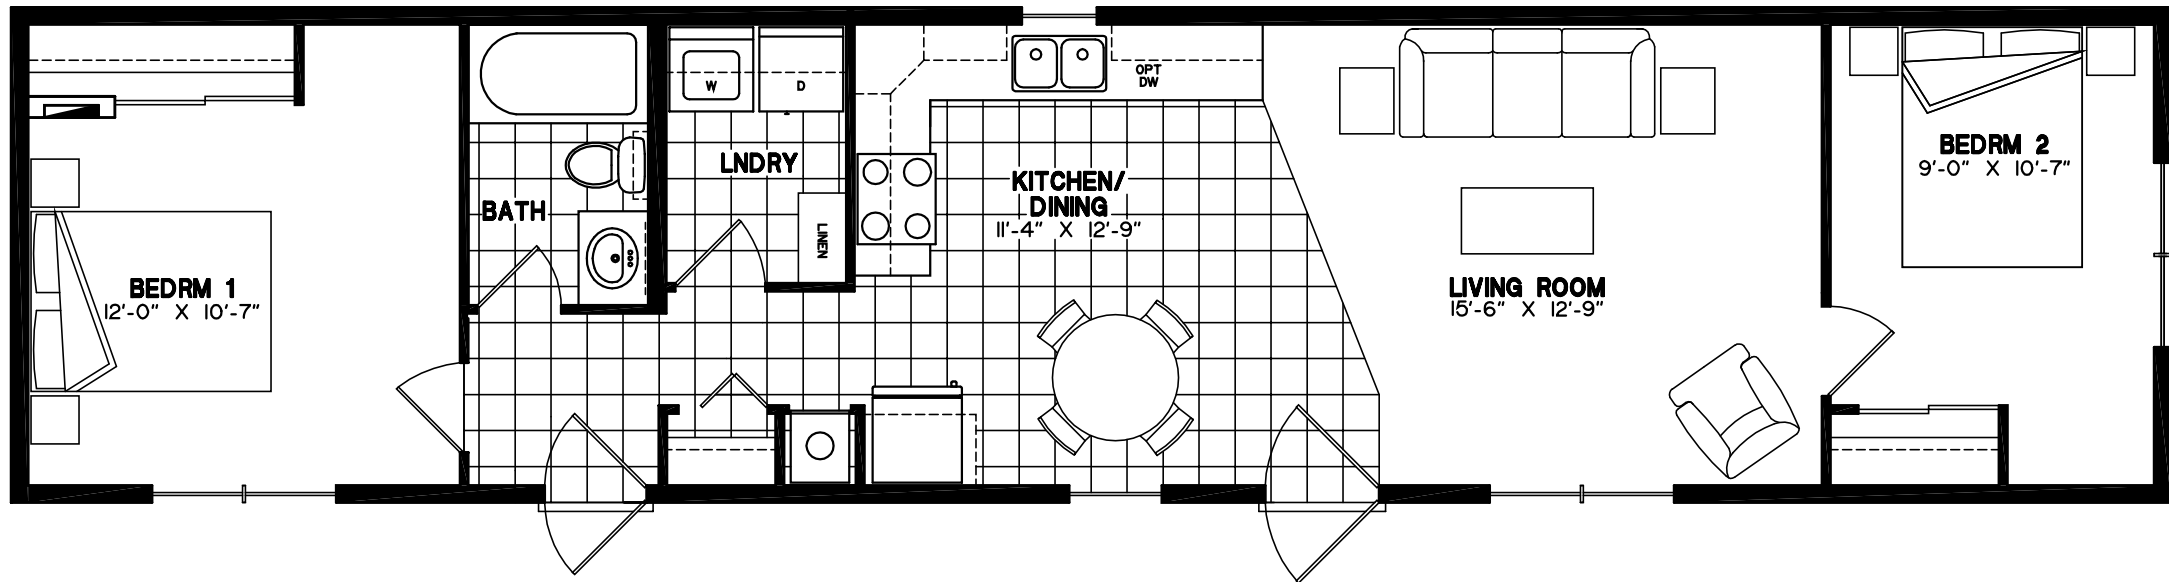 BEDRM 1
12'-0" X 10'-7"
BATH
W
D
LNDRY
LINEN
OPT
DW
KITCHEN/
DINING
11'-4" X 12'-9"
LIVING ROOM
15'-6" X 12'-9"
BEDRM 2
9'-0" X 10'-7"